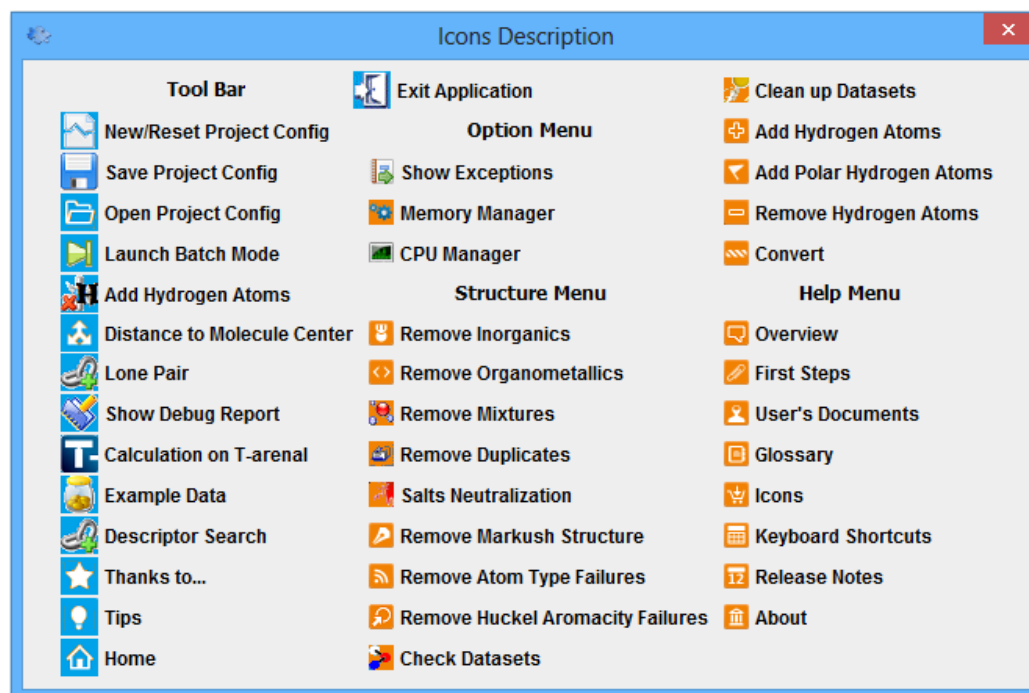 Icons Description
Tool Bar
New/Reset Project Config
Save Project Config
Open Project Config
Launch Batch Mode
Add Hydrogen Atoms
Distance to Molecule Center
Lone Pair
Show Debug Report
Calculation on T-arenal
Example Data
Descriptor Search
Thanks to...
Tips
Home
Exit Application
Option Menu
Show Exceptions
Memory Manager
CPU Manager
Structure Menu
Remove Inorganics
Remove Organometallics
Remove Mixtures
Remove Duplicates
Salts Neutralization
Remove Markush Structure
Remove Atom Type Failures
Remove Huckel Aromacity Failures
Check Datasets
Clean up Datasets
Add Hydrogen Atoms
Add Polar Hydrogen Atoms
Remove Hydrogen Atoms
Convert
Help Menu
Overview
First Steps
User's Documents
Glossary
Icons
Keyboard Shortcuts
12 Release Notes
About